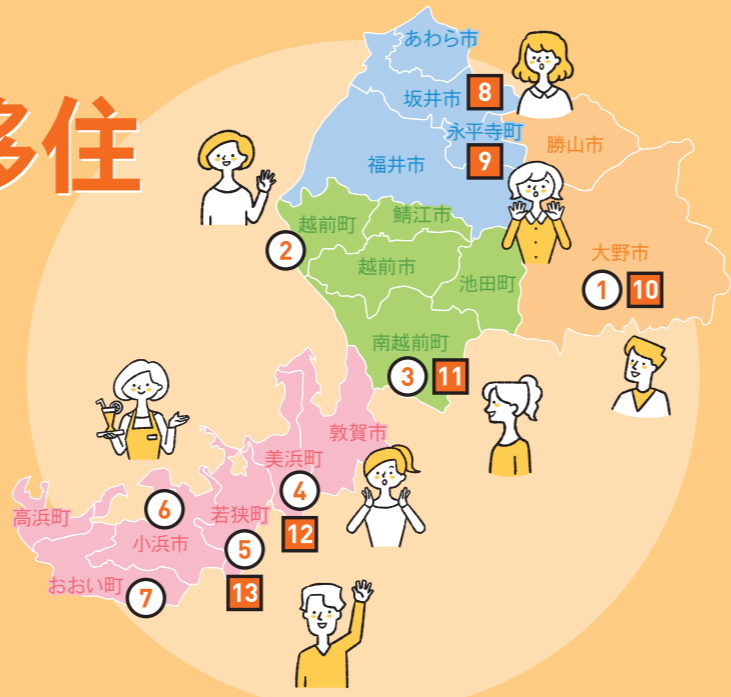 移住
あわら市
坂井市
8
永平寺町
9
勝山市
福井市
越前町
鯖江市
2
越前市
池田町
大野市
1
10
南越前町
3
11
敦賀市
美浜町
4
12
高浜町
6
若狭町
小浜市
5
13
おおい町
7